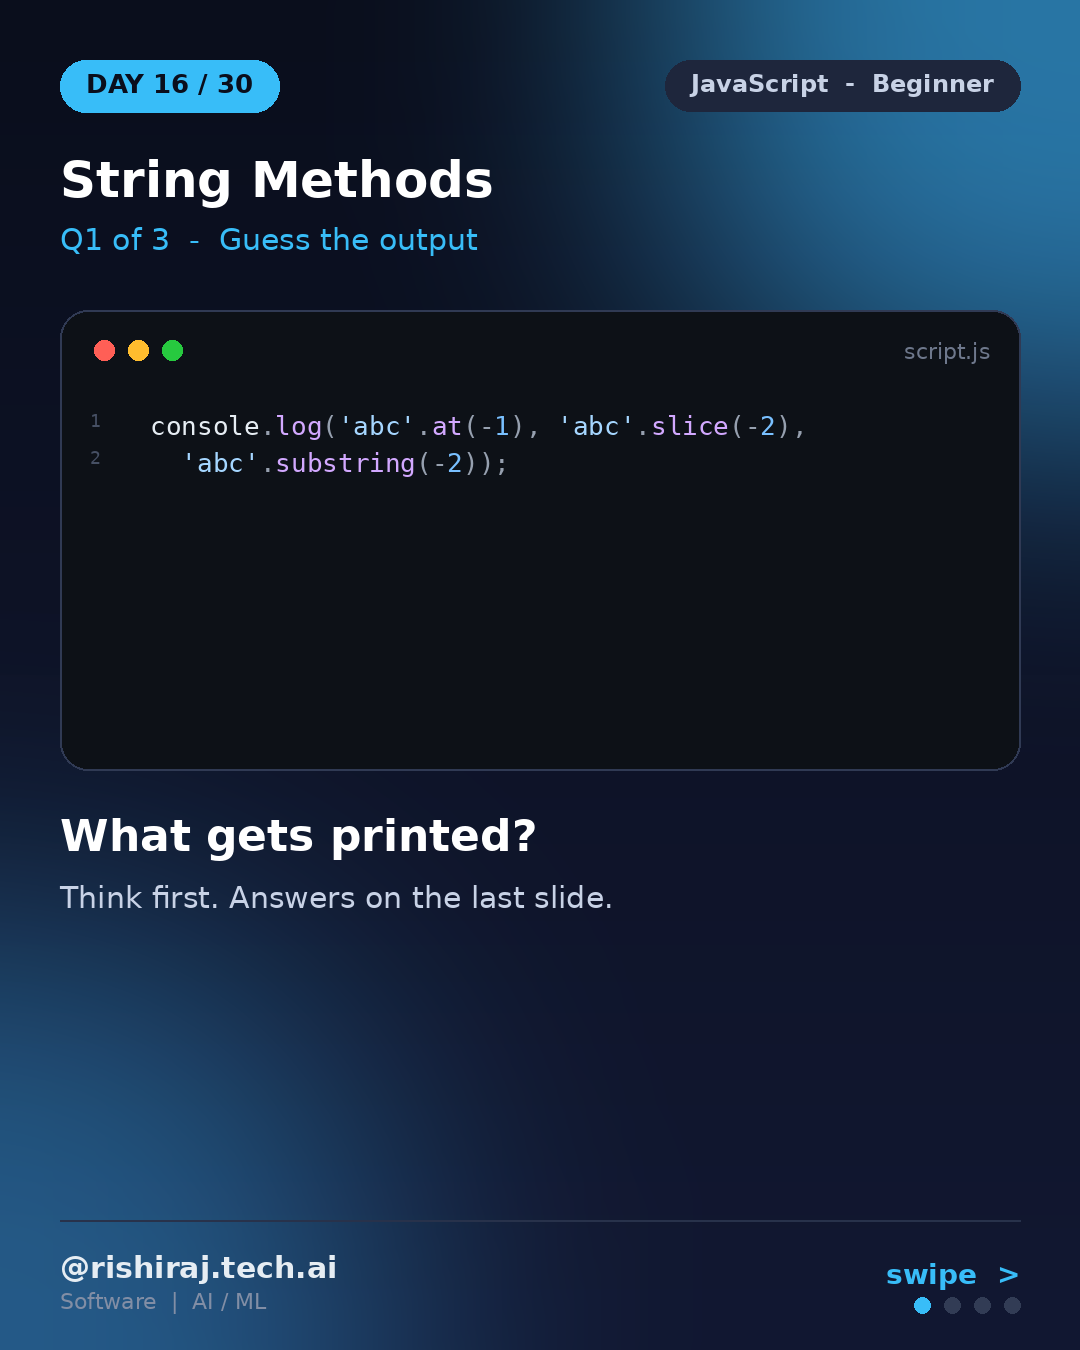 DAY 16 / 30
JavaScript - Beginner
String Methods
Q1 of 3 - Guess the output
script.js
1 console.log('abc'.at(-1), 'abc'.slice(-2),
2 'abc'.substring(-2));
What gets printed?
Think first. Answers on the last slide.
@rishiraj.tech.ai
Software | AI / ML
swipe >